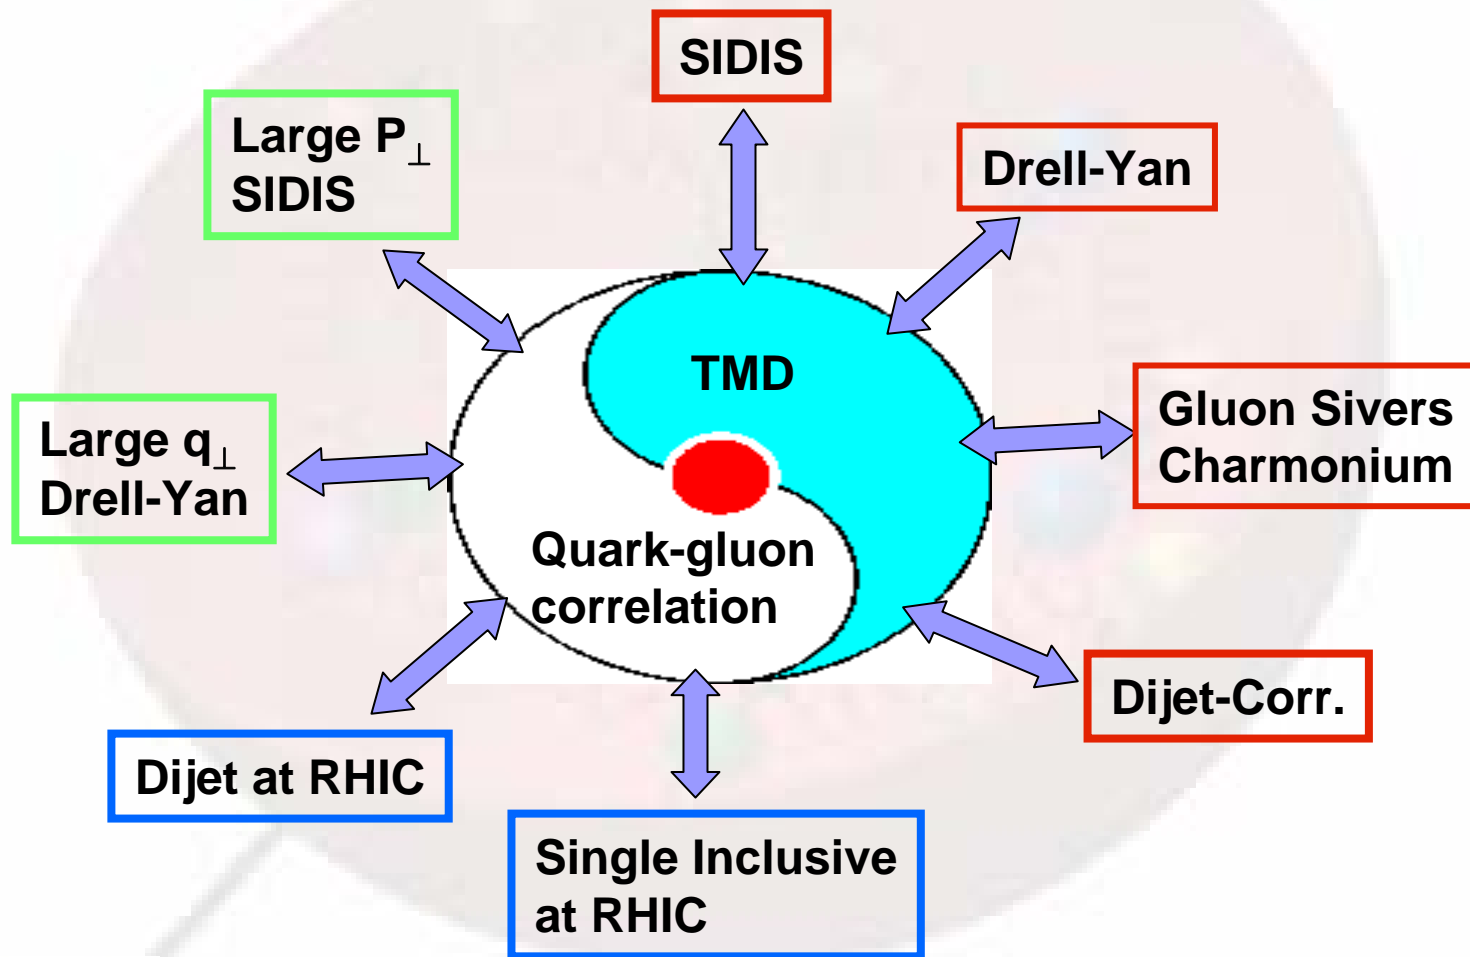 SIDIS
Large P⊥
SIDIS
Drell-Yan
TMD
Gluon Sivers
Charmonium
Large q⊥
Drell-Yan
Quark-gluon
correlation
Dijet-Corr.
Dijet at RHIC
Single Inclusive
at RHIC